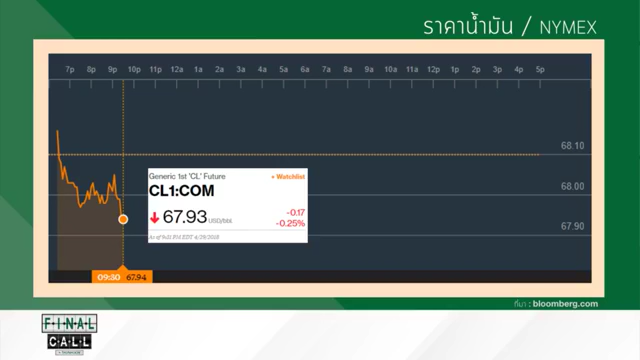 ราคาน้ำมัน / NYMEX
7p 8p 9p 10p 11p 12a 1a 2a 3a 4a 5a 6a 7a 8a 9a 10a 11a 12p 1p 2p 3p 4p 5p
68.10
Generic 1st 'CL' Future + Watchlist
CL1:COM
68.00
67.93 USD/bbl. -0.17
-0.25%
67.90
09:30 67.94
ที่มา : bloomberg.com
FINAL
CALL